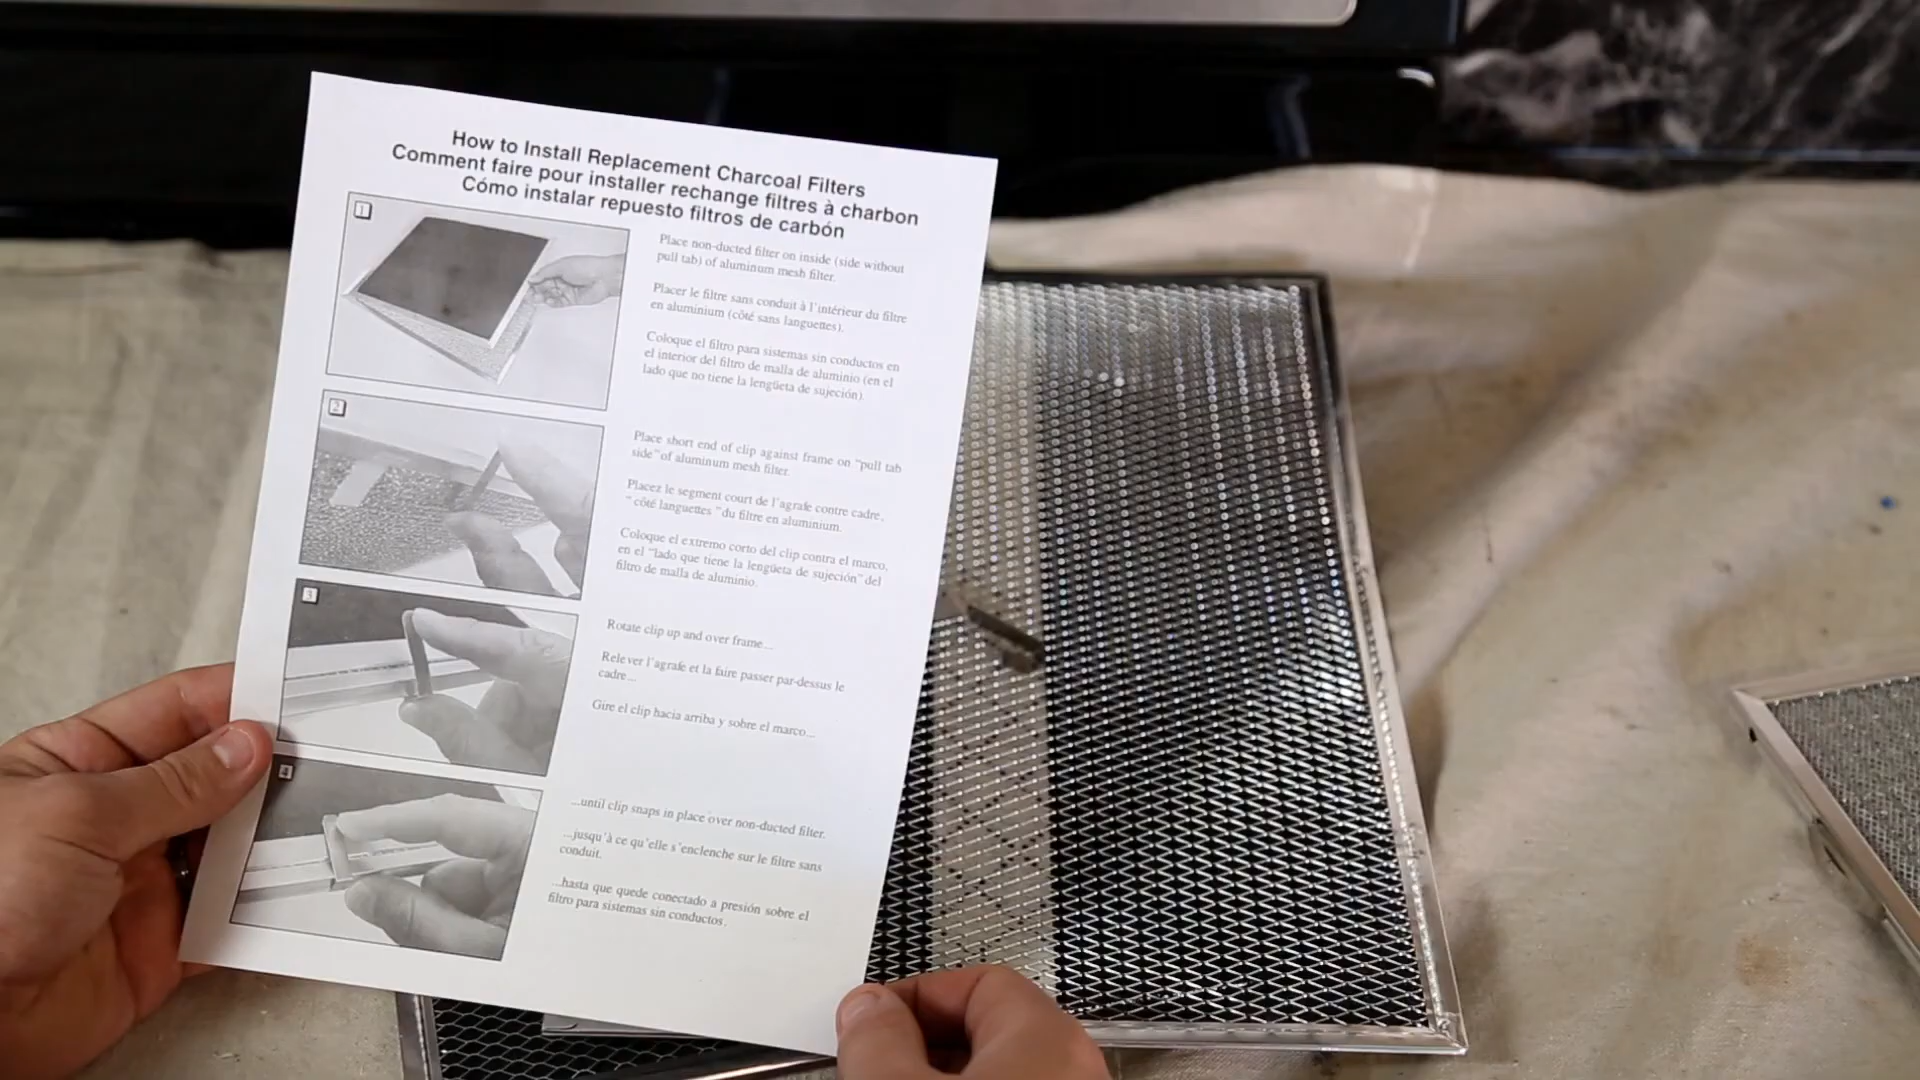 How to Install Replacement Charcoal Filters
Comment faire pour installer rechange filtres à charbon
Cómo instalar repuesto filtros de carbón
1
Place non-ducted filter on inside (side without
pull tab) of aluminum mesh filter.
Placer le filtre sans conduit à l'intérieur du filtre
en aluminium (côté sans languettes).
Coloque el filtro para sistemas sin conductos en
el interior del filtro de malla de aluminio (en el
lado que no tiene la lengüeta de sujeción).
2
Place short end of clip against frame on "pull tab
side" of aluminum mesh filter.
Placez le segment court de l'agrafe contre cadre,
"côté languettes" du filtre en aluminium.
Coloque el extremo corto del clip contra el marco,
en el "lado que tiene la lengüeta de sujeción" del
filtro de malla de aluminio.
3
Rotate clip up and over frame...
Relever l'agrafe et la faire passer par-dessus le
cadre...
Gire el clip hacia arriba y sobre el marco...
4
...until clip snaps in place over non-ducted filter.
...jusqu'à ce qu'elle s'enclenche sur le filtre sans
conduit.
...hasta que quede conectado a presión sobre el
filtro para sistemas sin conductos.